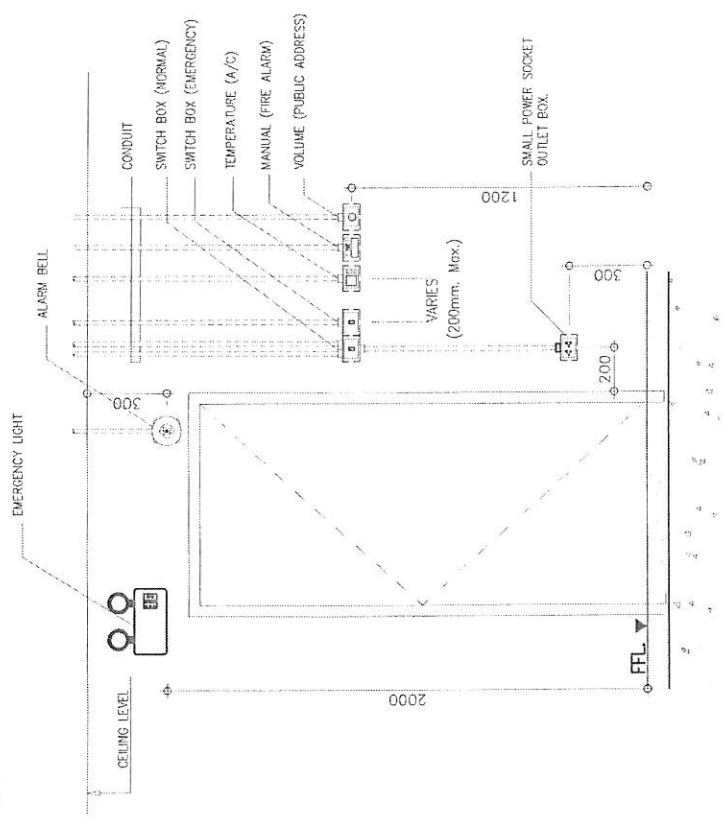 EMERGENCY LIGHT
ALARM BELL
CEILING LEVEL
CONDUIT
SWITCH BOX (NORMAL)
SWITCH BOX (EMERGENCY)
TEMPERATURE (A/C)
MANUAL (FIRE ALARM)
VOLUME (PUBLIC ADDRESS)
300
VARIES
(200mm. Max.)
1200
2000
SMALL POWER SOCKET
OUTLET BOX.
300
200
FFL.